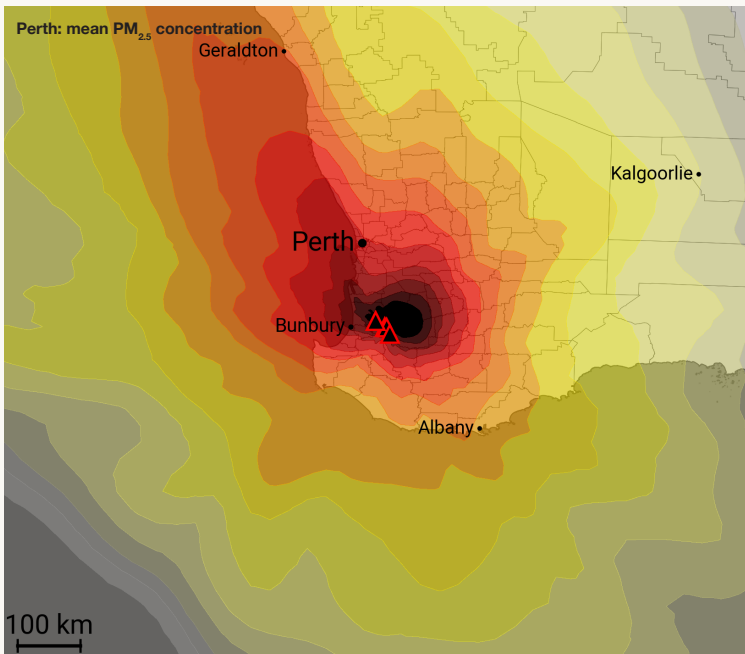 Perth: mean PM2.5 concentration
Geraldton
Kalgoorlie
Perth
Bunbury
Albany
100 km